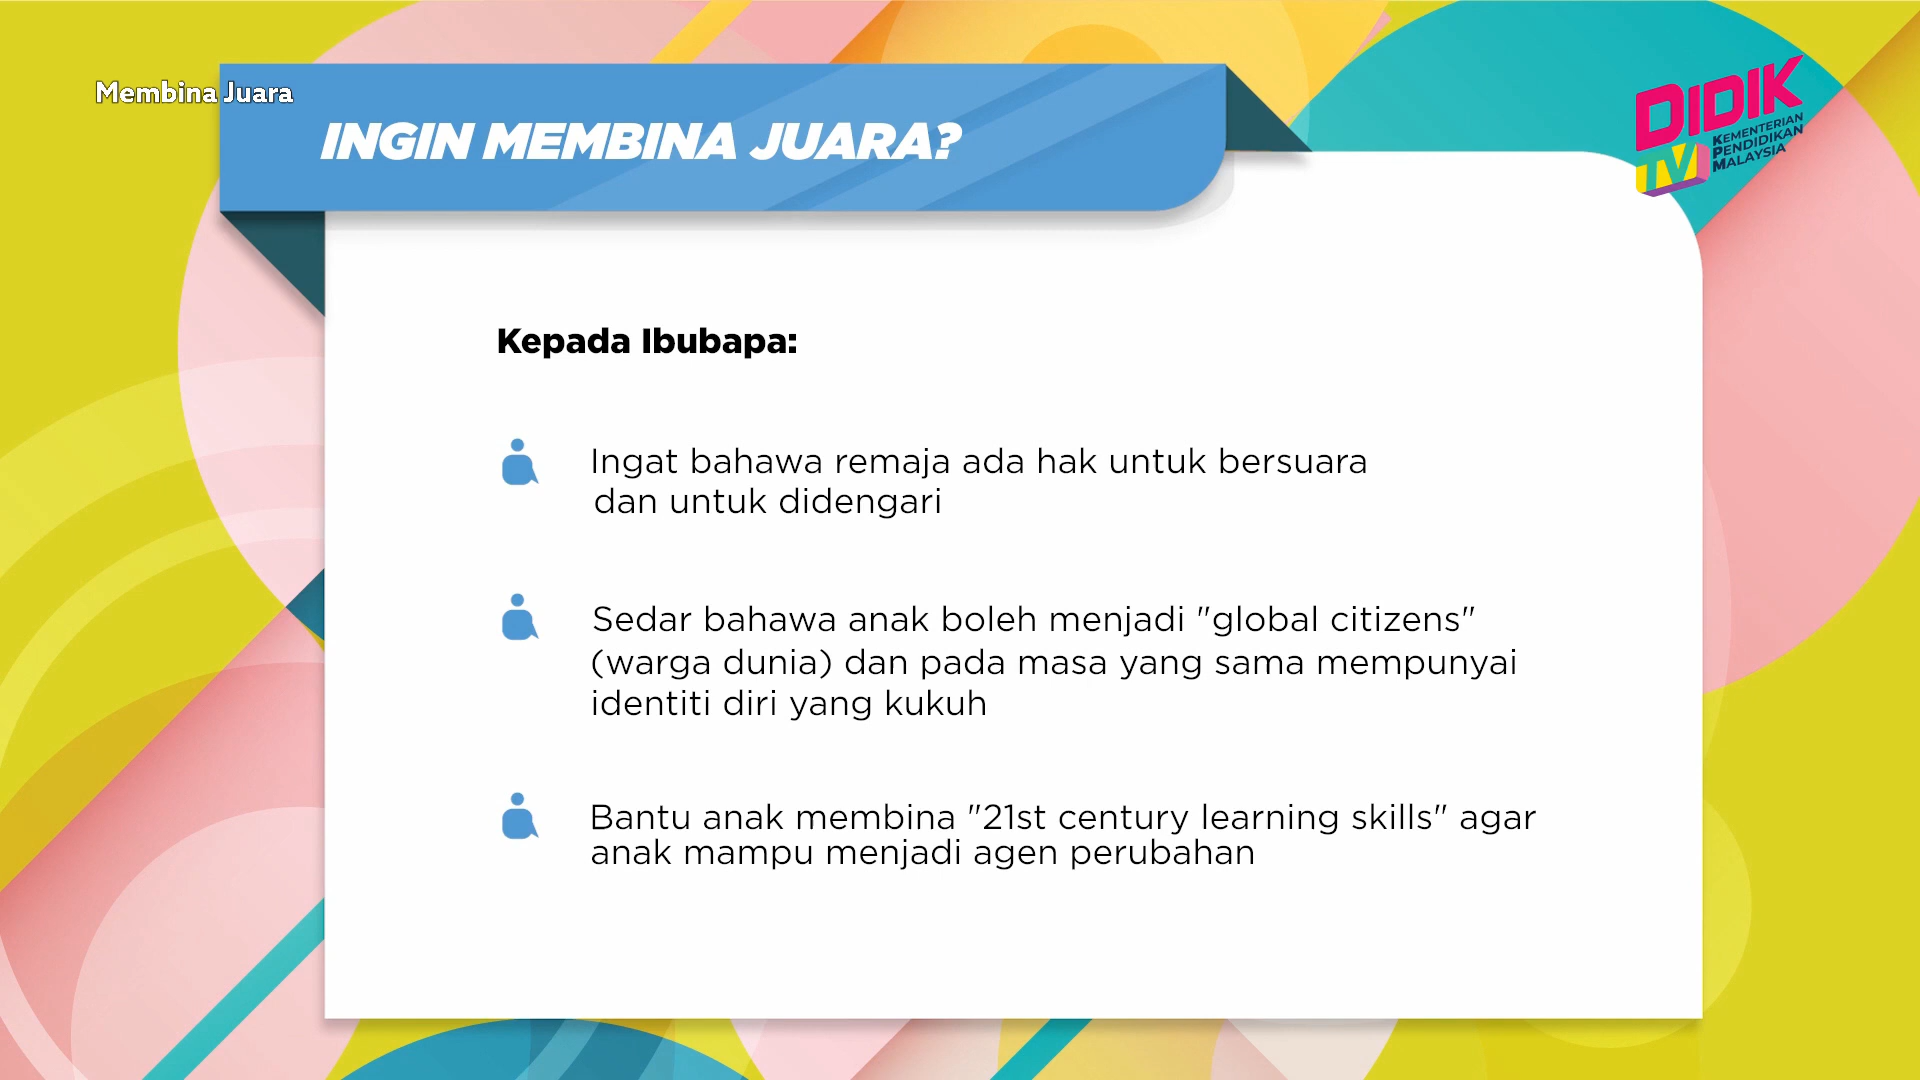 Membina Juara
INGIN MEMBINA JUARA?
DIDIK
TV
KEMENTERIAN
PENDIDIKAN
MALAYSIA
Kepada Ibubapa:
Ingat bahawa remaja ada hak untuk bersuara
dan untuk didengari
Sedar bahawa anak boleh menjadi "global citizens"
(warga dunia) dan pada masa yang sama mempunyai
identiti diri yang kukuh
Bantu anak membina "21st century learning skills" agar
anak mampu menjadi agen perubahan